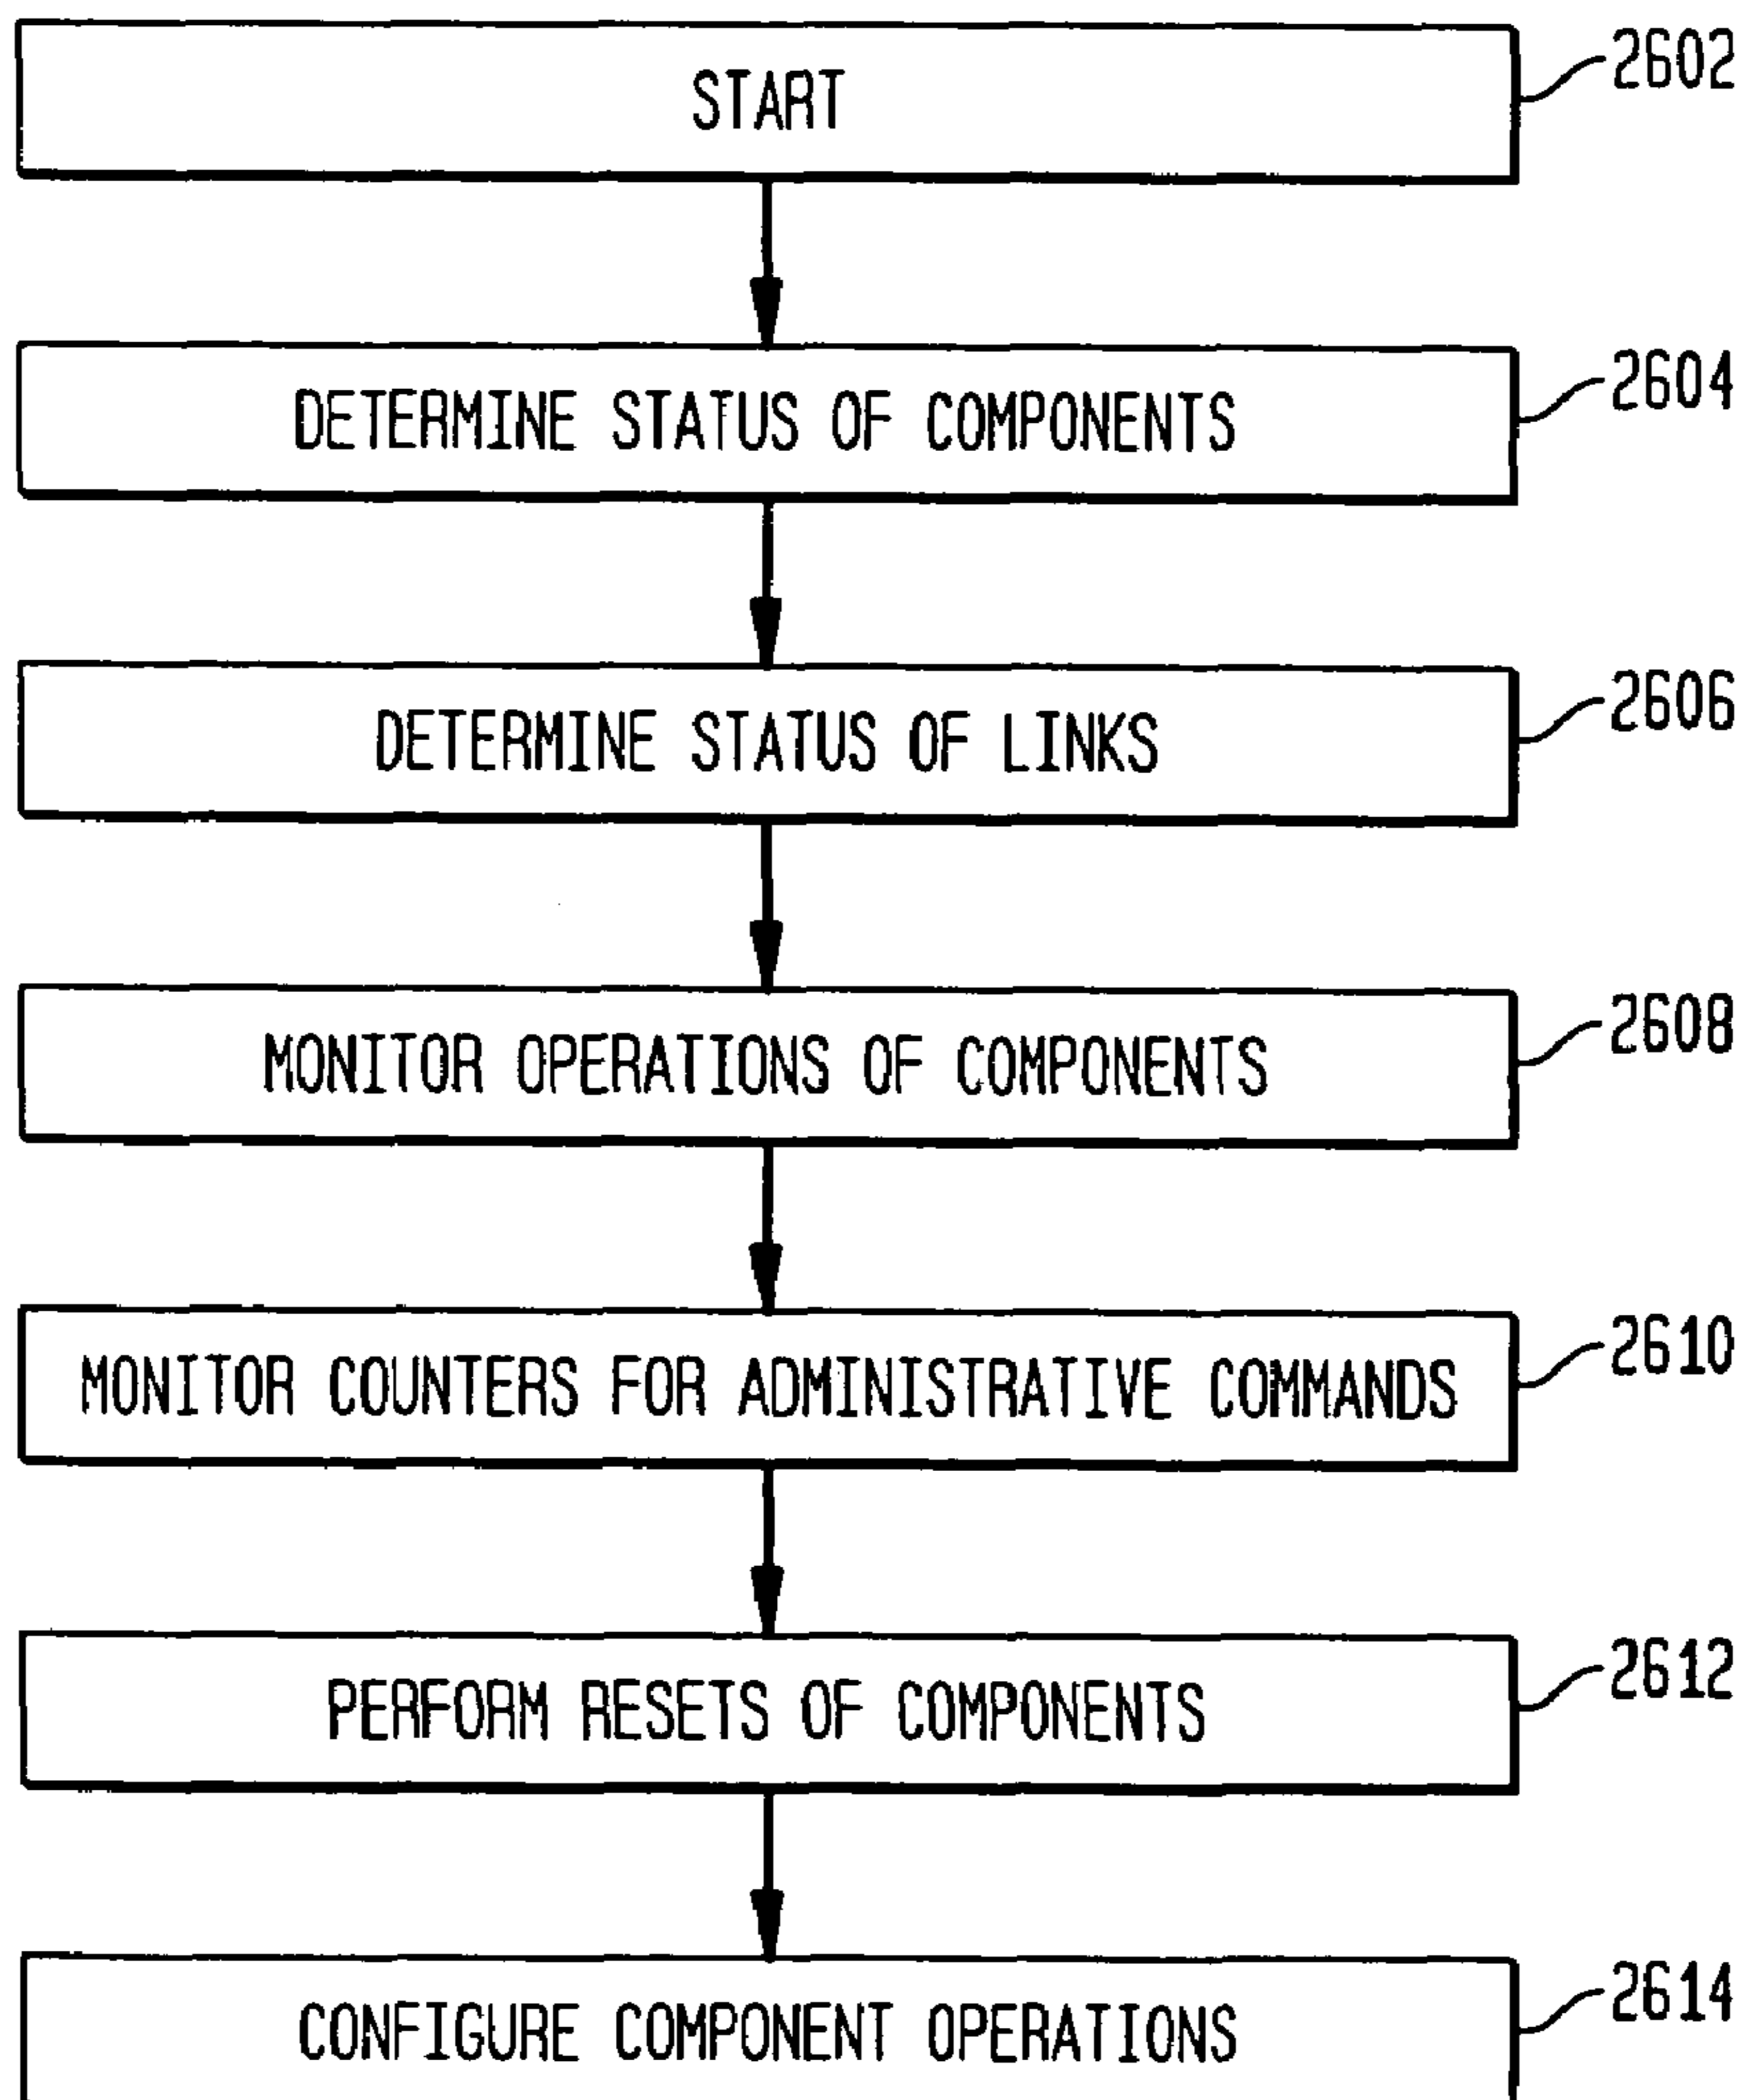 START
2602
DETERMINE STATUS OF COMPONENTS
2604
DETERMINE STATUS OF LINKS
2606
MONITOR OPERATIONS OF COMPONENTS
2608
MONITOR COUNTERS FOR ADMINISTRATIVE COMMANDS
2610
PERFORM RESETS OF COMPONENTS
2612
CONFIGURE COMPONENT OPERATIONS
2614